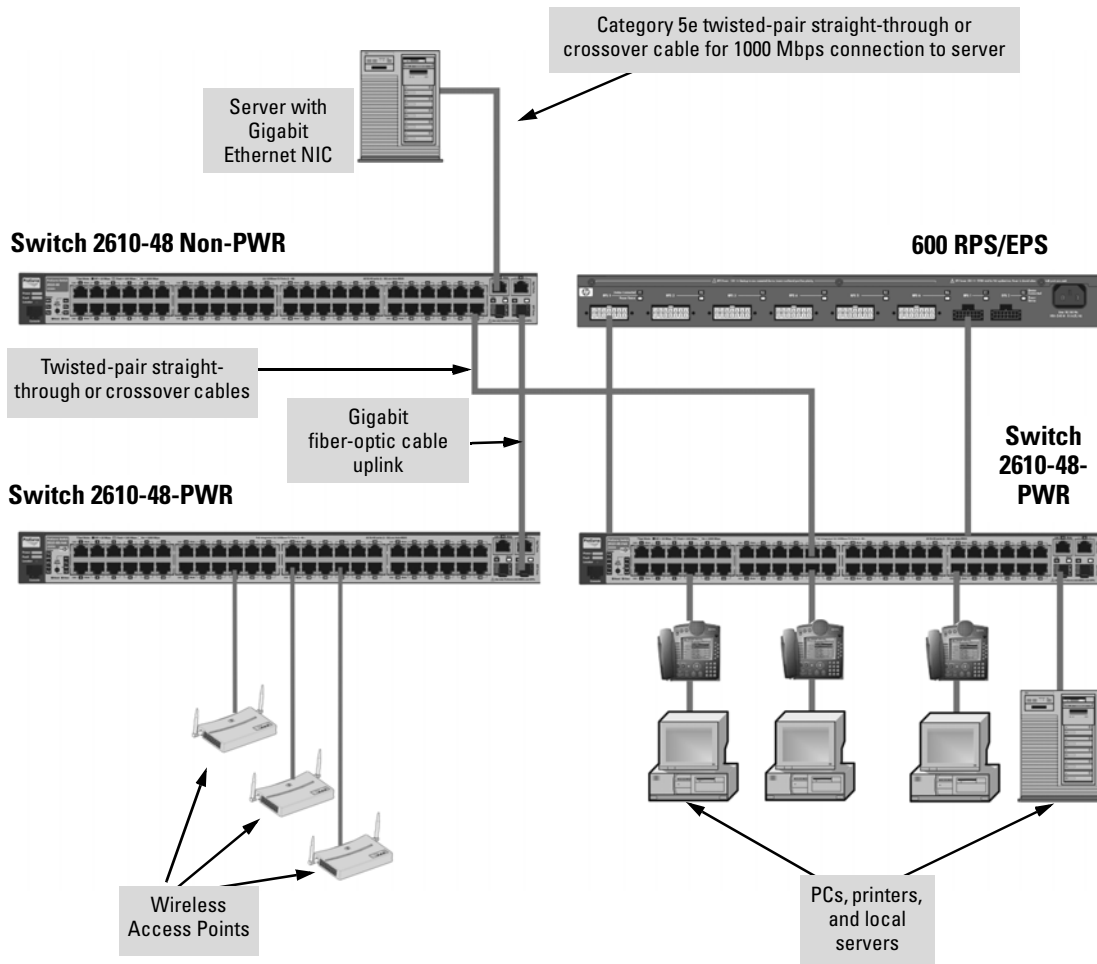 Category 5e twisted-pair straight-through or
crossover cable for 1000 Mbps connection to server
Server with
Gigabit
Ethernet NIC
Switch 2610-48 Non-PWR
600 RPS/EPS
Twisted-pair straight-
through or crossover cables
Gigabit
fiber-optic cable
uplink
Switch
2610-48-
PWR
Switch 2610-48-PWR
Wireless
Access Points
PCs, printers,
and local
servers